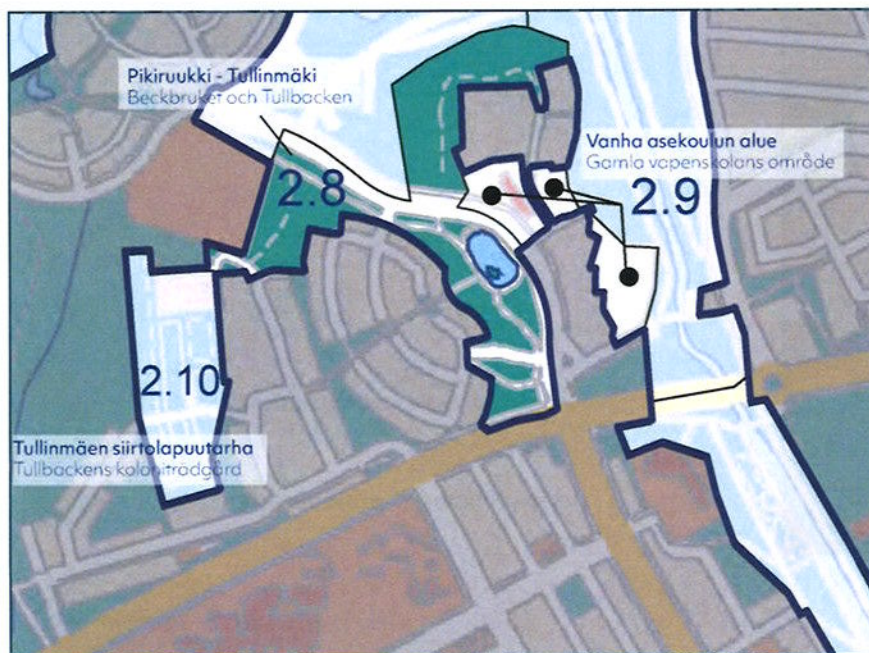 Pikiruukki - Tullinmäki
Beckbruket och Tullbacken
Vanha asekoulun alue
Gamla vapenskolans område
2.8
2.9
2.10
Tullinmäen siirtolapuutarha
Tullbackens koloniträdgård